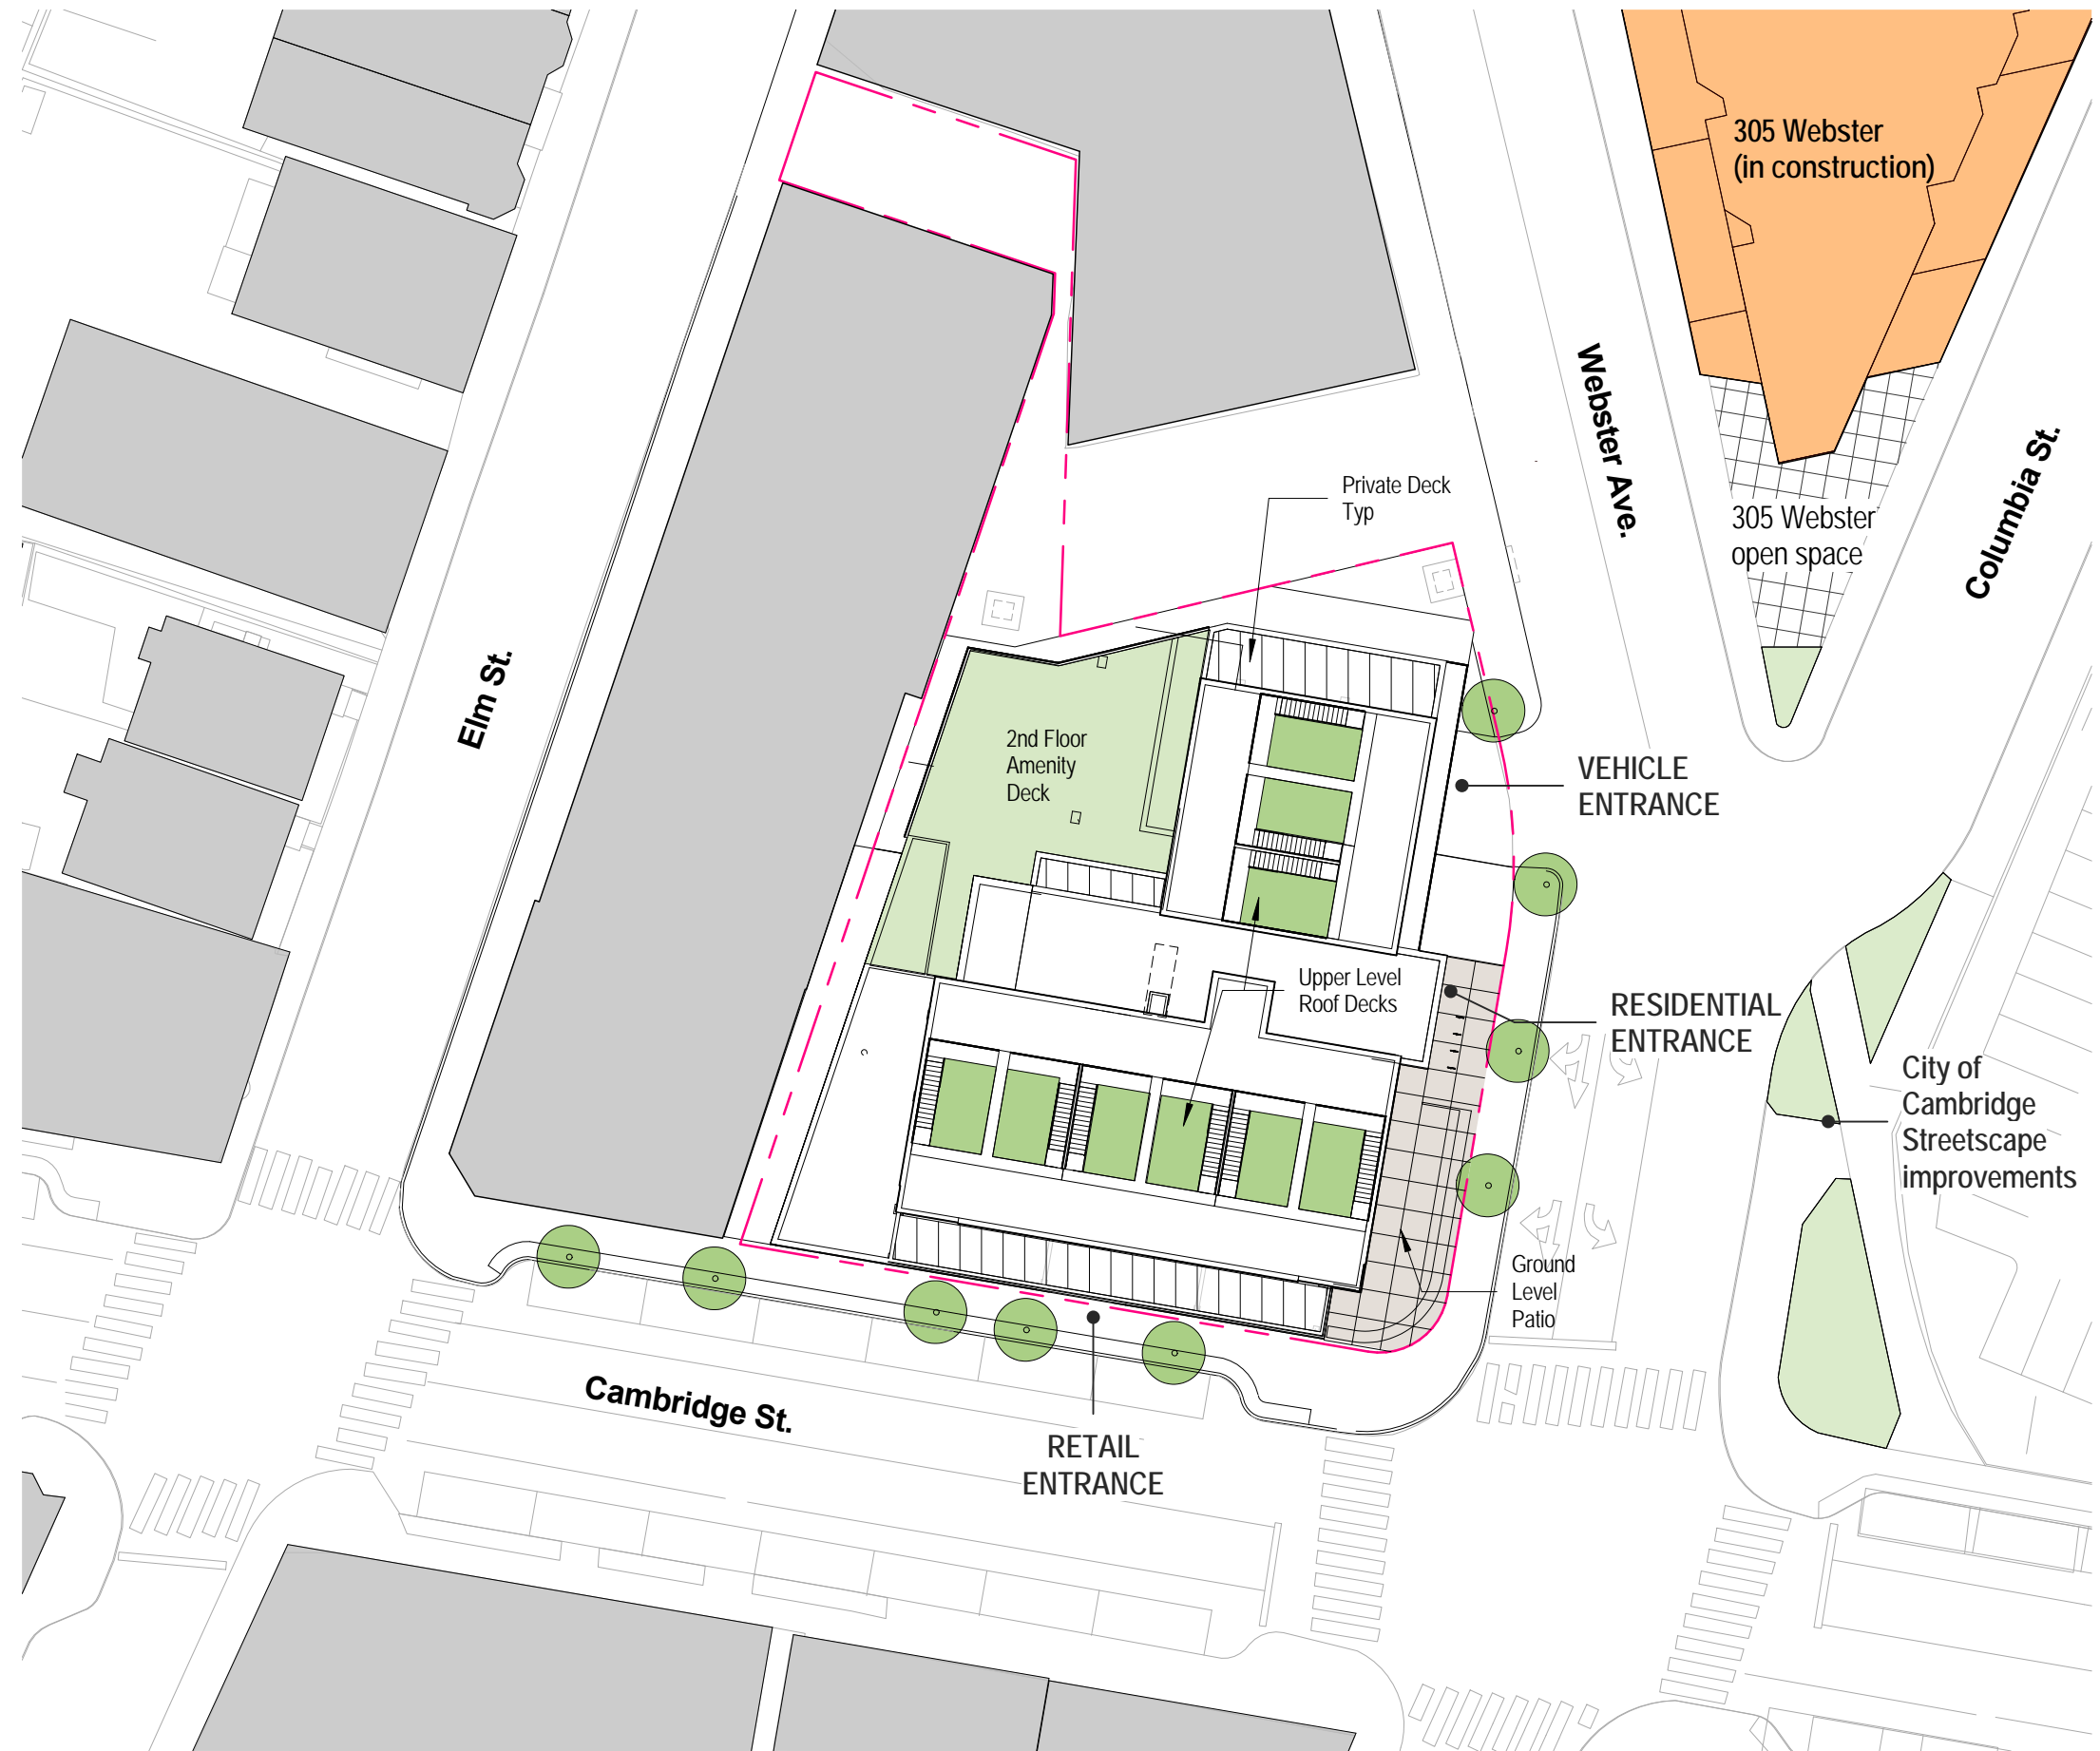 305 Webster
(in construction)
Webster Ave.
Columbia St.
Private Deck
Typ
305 Webster
open space
Elm St.
2nd Floor
Amenity
Deck
VEHICLE
ENTRANCE
Upper Level
Roof Decks
RESIDENTIAL
ENTRANCE
City of
Cambridge
Streetscape
improvements
Ground
Level
Patio
Cambridge St.
RETAIL
ENTRANCE